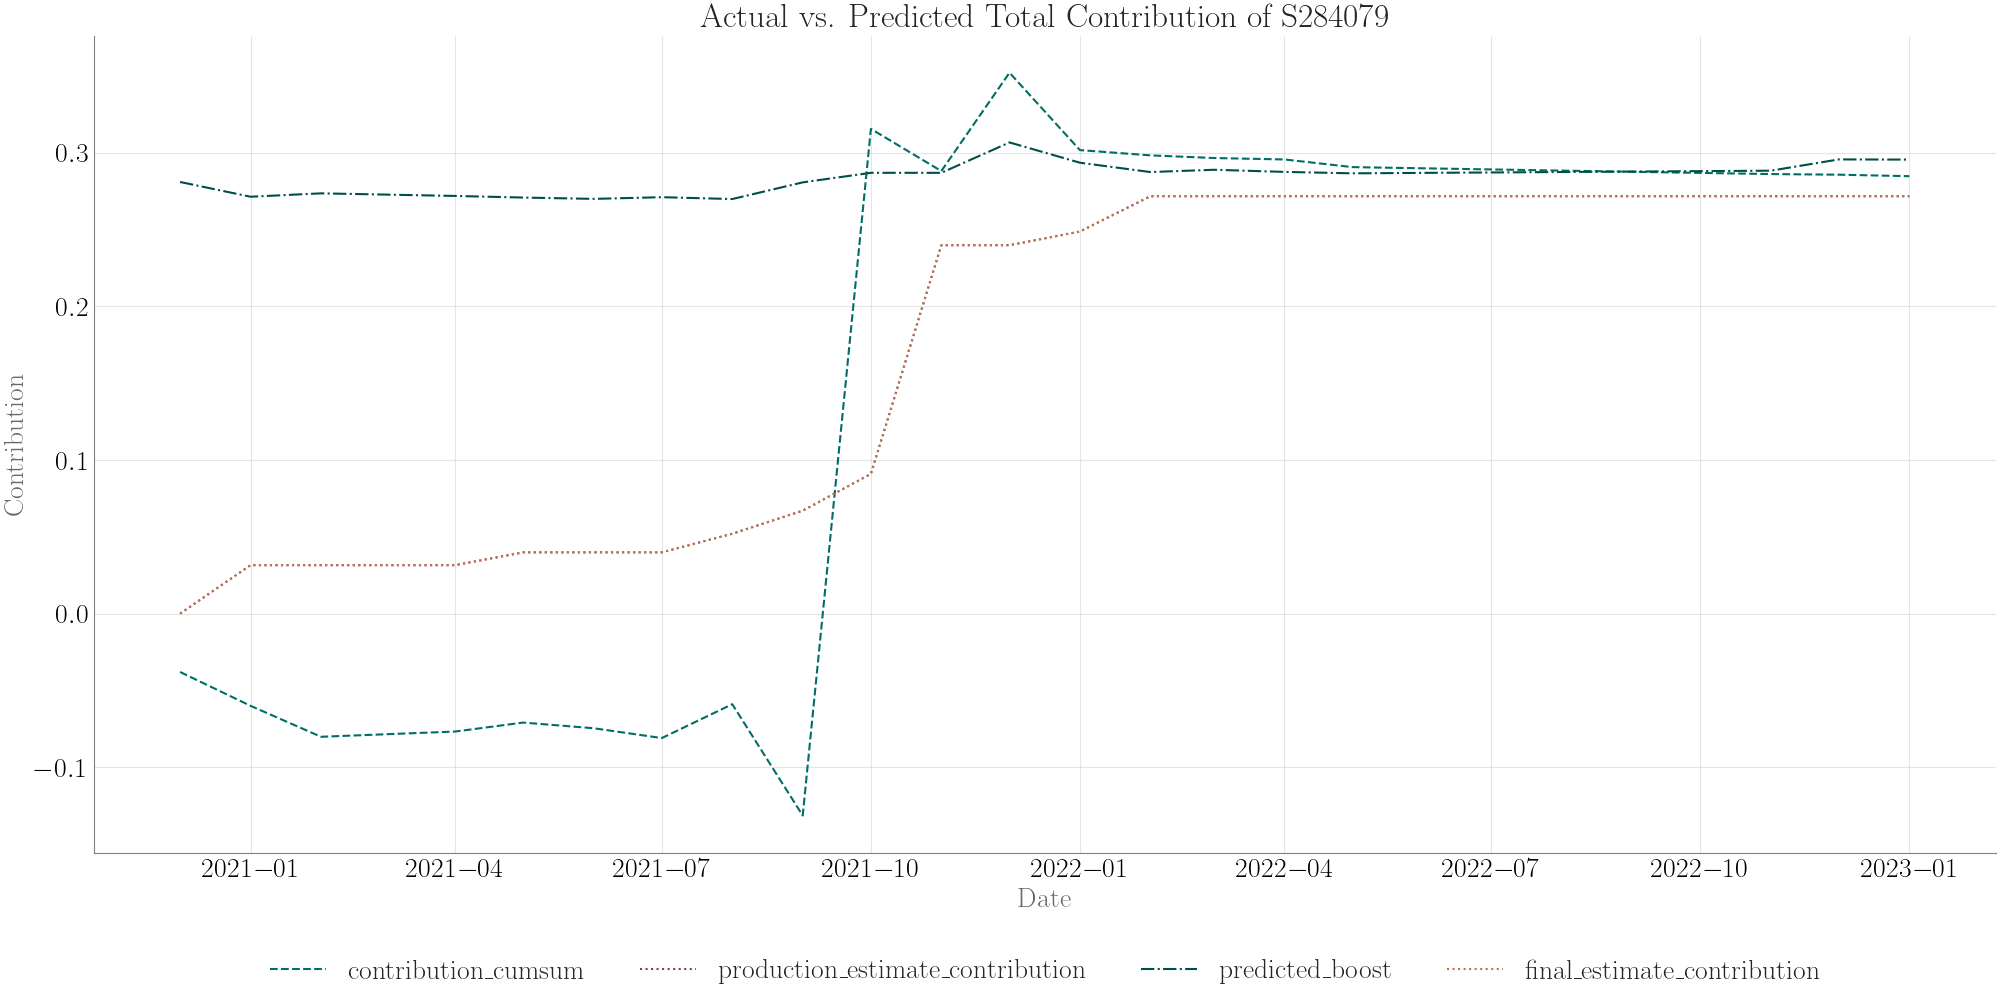 Actual vs. Predicted Total Contribution of S284079
Contribution
0.3
0.2
0.1
0.0
−0.1
2021−01 2021−04 2021−07 2021−10 2022−01 2022−04 2022−07 2022−10 2023−01
Date
contribution_cumsum production_estimate_contribution predicted_boost final_estimate_contribution